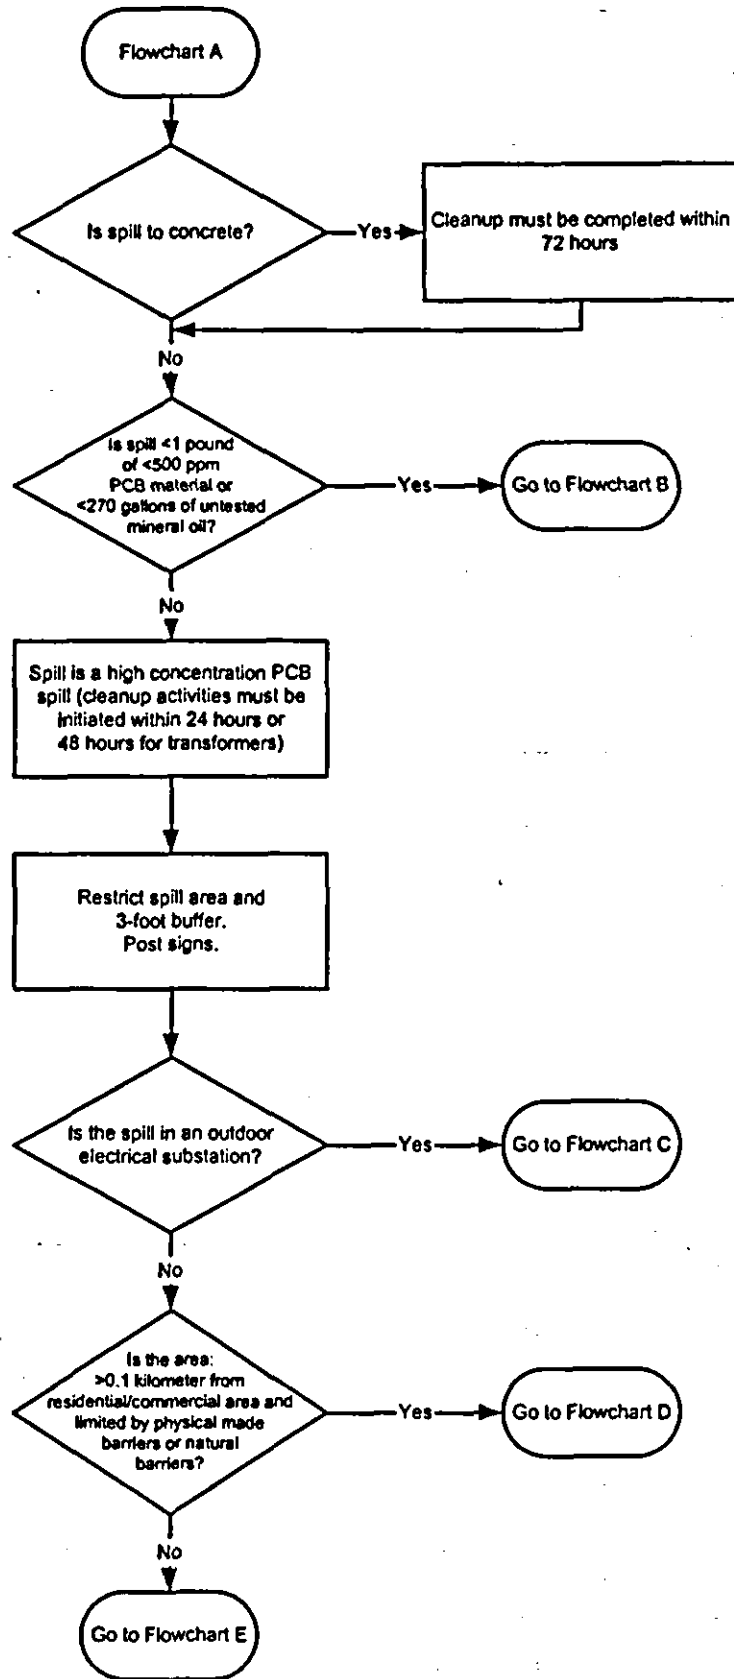 Flowchart A
Is spill to concrete?
Yes
Cleanup must be completed within
72 hours
No
Is spill <1 pound
of <500 ppm
PCB material or
<270 gallons of untested
mineral oil?
Yes
Go to Flowchart B
No
Spill is a high concentration PCB
spill (cleanup activities must be
initiated within 24 hours or
48 hours for transformers)
Restrict spill area and
3-foot buffer.
Post signs.
Is the spill in an outdoor
electrical substation?
Yes
Go to Flowchart C
No
Is the area:
>0.1 kilometer from
residential/commercial area and
limited by physical made
barriers or natural
barriers?
Yes
Go to Flowchart D
No
Go to Flowchart E